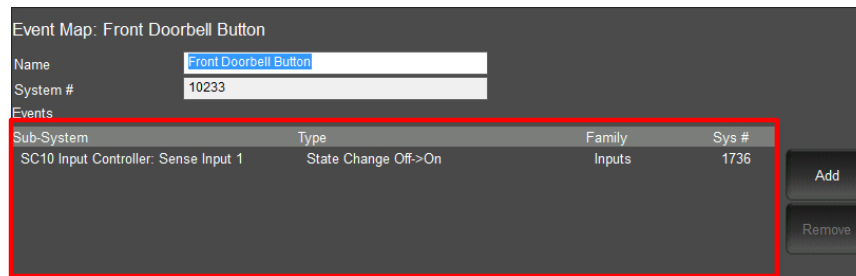 Event Map: Front Doorbell Button
Name Front Doorbell Button
System # 10233
Events
Sub-System Type Family Sys #
SC10 Input Controller: Sense Input 1 State Change Off->On Inputs 1736
Add
Remove